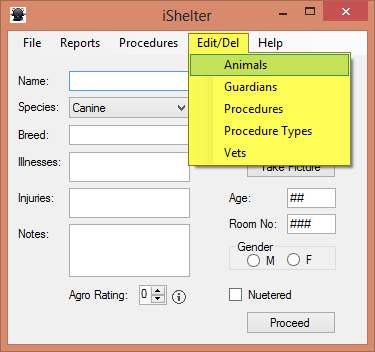 iShelter
File Reports Procedures Edit/Del Help
Animals
Guardians
Procedures
Procedure Types
Vets
Name:
Species: Canine
Breed:
Illnesses:
Take Picture
Injuries:
Age: ##
Room No: ###
Notes:
Gender
M F
Agro Rating: 0
Nuetered
Proceed